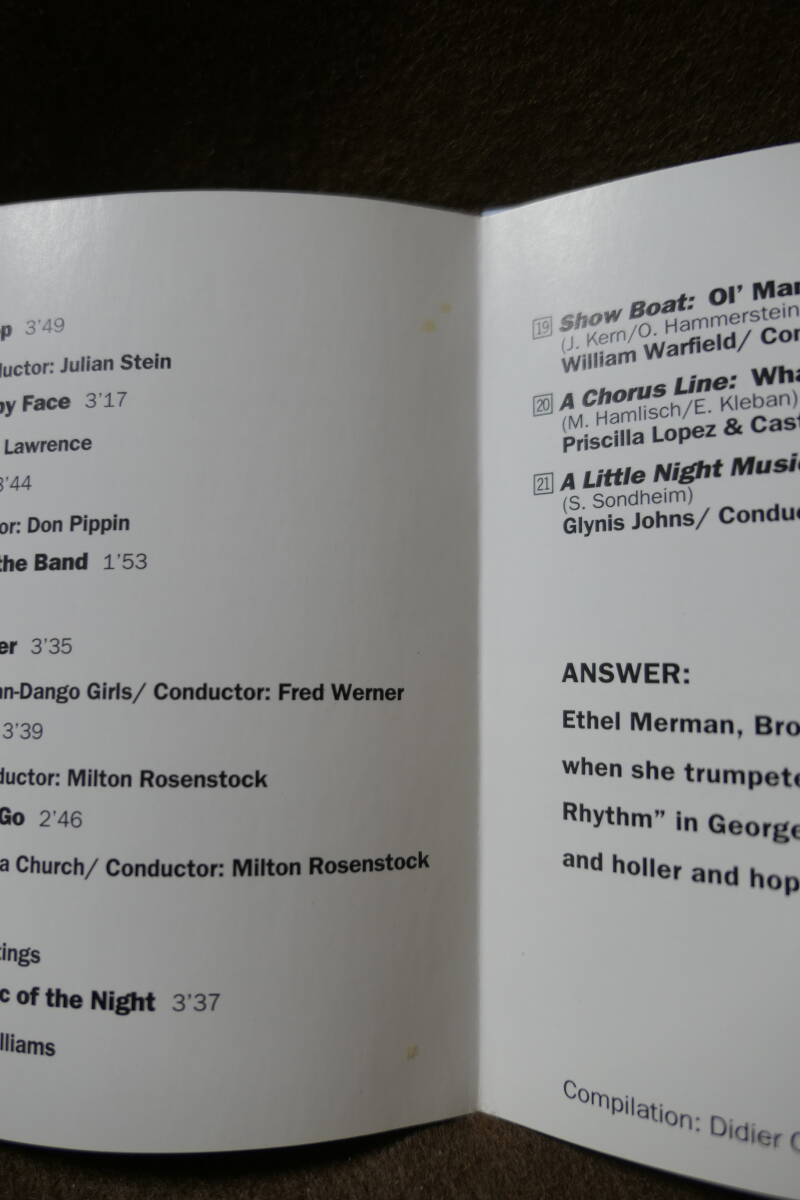 p 3'49
ductor: Julian Stein
by Face 3'17
Lawrence
3'44
or: Don Pippin
the Band 1'53
er 3'35
an-Dango Girls/ Conductor: Fred Werner
3'39
ductor: Milton Rosenstock
Go 2'46
a Church/ Conductor: Milton Rosenstock
tings
c of the Night 3'37
lliams
19 Show Boat: Ol' Man
(J. Kern/O. Hammerstein
William Warfield/ Con
20 A Chorus Line: Wha
(M. Hamlisch/E. Kleban)
Priscilla Lopez & Cast
21 A Little Night Music
(S. Sondheim)
Glynis Johns/ Conduc
ANSWER:
Ethel Merman, Bro
when she trumpete
Rhythm" in George
and holler and hop
Compilation: Didier C